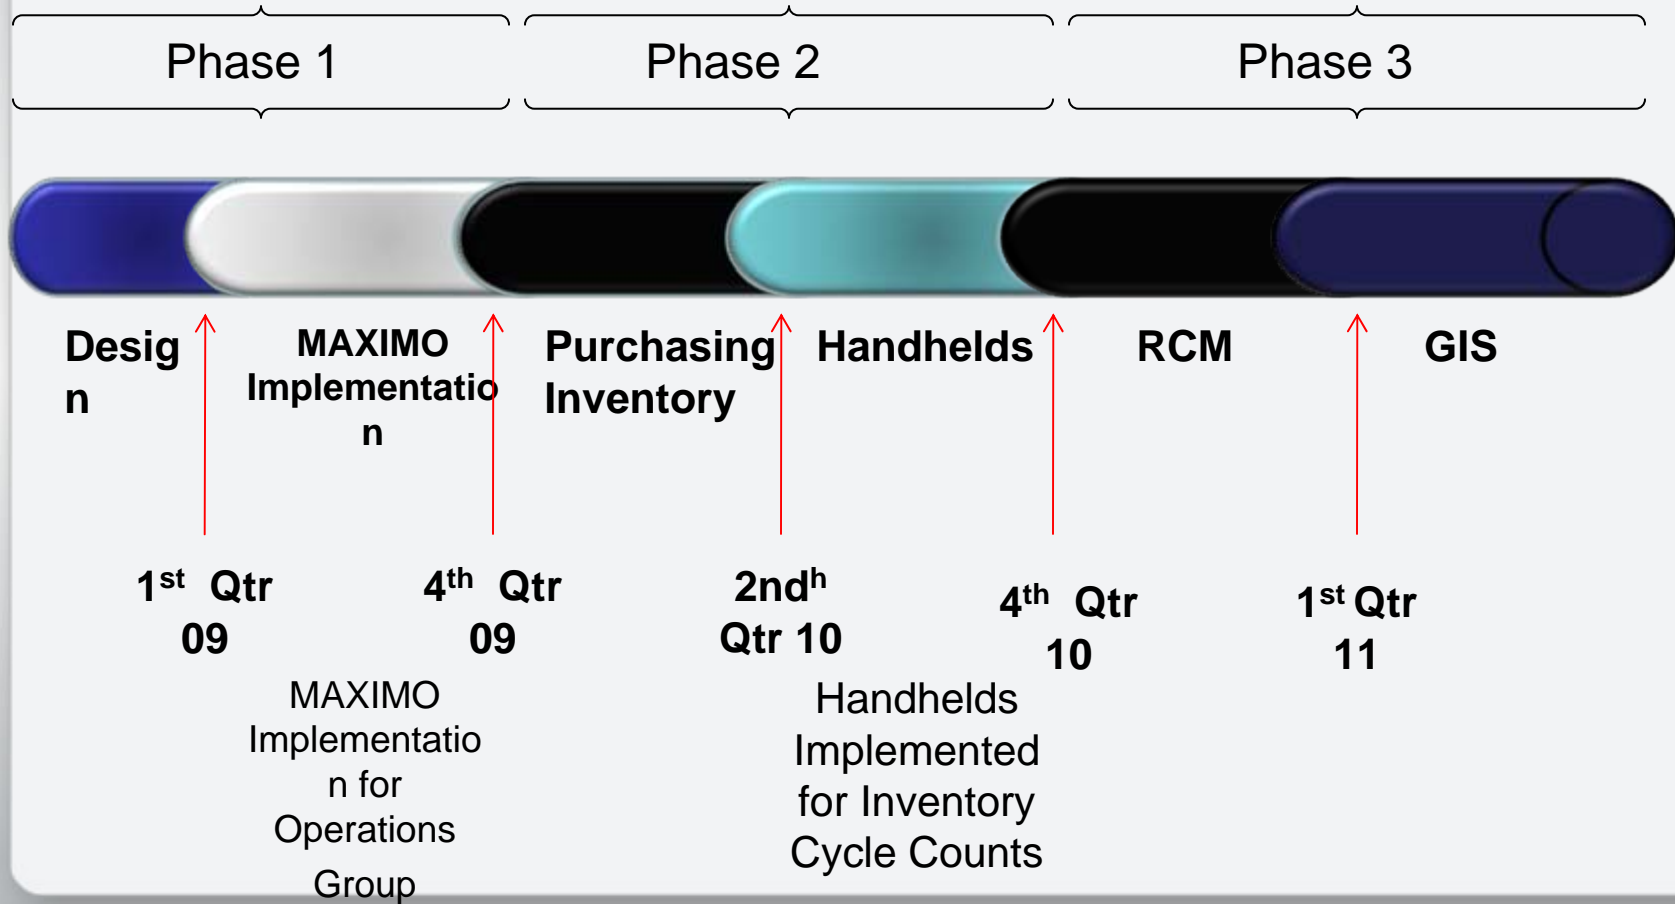 Phase 1
Phase 2
Phase 3
Desig
n
MAXIMO
Implementatio
n
Purchasing
Inventory
Handhelds
RCM
GIS
1st Qtr
09
4th Qtr
09
2ndh
Qtr 10
4th Qtr
10
1st Qtr
11
MAXIMO
Implementatio
n for
Operations
Group
Handhelds
Implemented
for Inventory
Cycle Counts